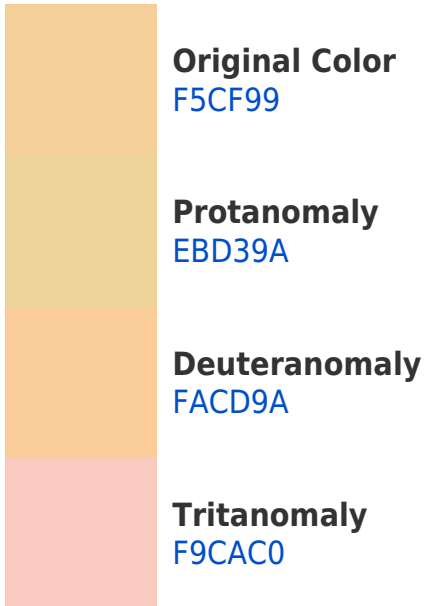 Original Color
F5CF99
Protanomaly
EBD39A
Deuteranomaly
FACD9A
Tritanomaly
F9CAC0